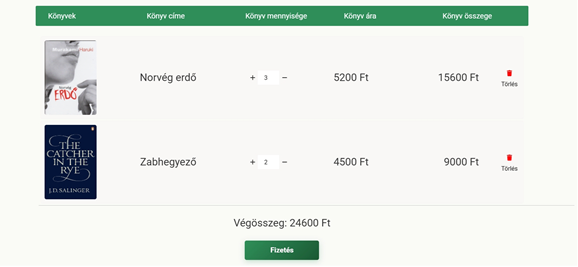 Könyvek Könyv címe Könyv mennyisége Könyv ára Könyv összege
ERDŐ
Norvég erdő + 3 – 5200 Ft 15600 Ft
Törlés
THE
CATCHER
IN THE
RYE
J.D. SALINGER
Zabhegyező + 2 – 4500 Ft 9000 Ft
Törlés
Végösszeg: 24600 Ft
Fizetés